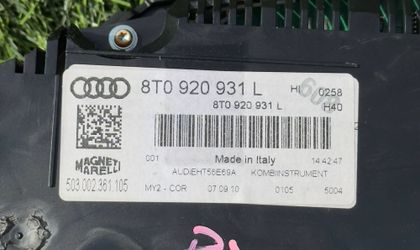 8T0 920 931 L
H 0258
8T0 920 931 L
H40
001
Made in Italy
14:42:47
MAGNETI
MARELLI
AUDIEHT56E69A
KOMBIINSTRUMENT
503.002.361.105
MY2 - COR
07.09.10
0105
5004